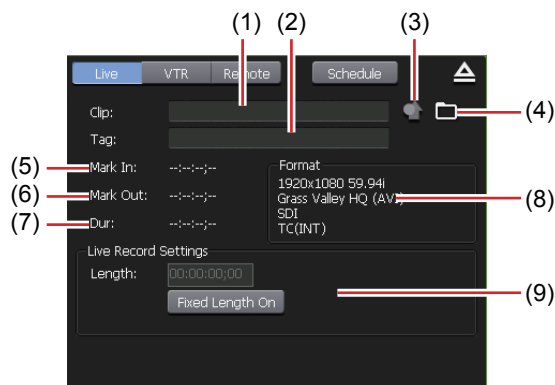 (1) (2) (3)
Live VTR Remote Schedule
Clip: (4)
Tag:
(5) Mark In: --:--:--;--
(6) Mark Out: --:--:--;--
(7) Dur: --:--:--;--
Format
1920x1080 59.94i
Grass Valley HQ (AVI) (8)
SDI
TC(INT)
Live Record Settings
Length: 00:00:00;00
Fixed Length On (9)